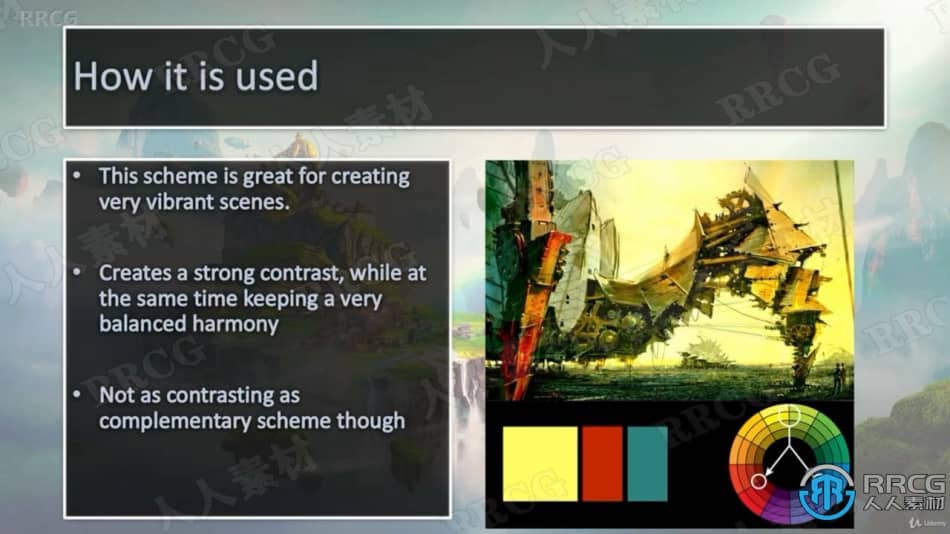 RRCG
How it is used
• This scheme is great for creating
very vibrant scenes.
• Creates a strong contrast, while at
the same time keeping a very
balanced harmony
• Not as contrasting as
complementary scheme though
RRCG
人人素材
Udemy